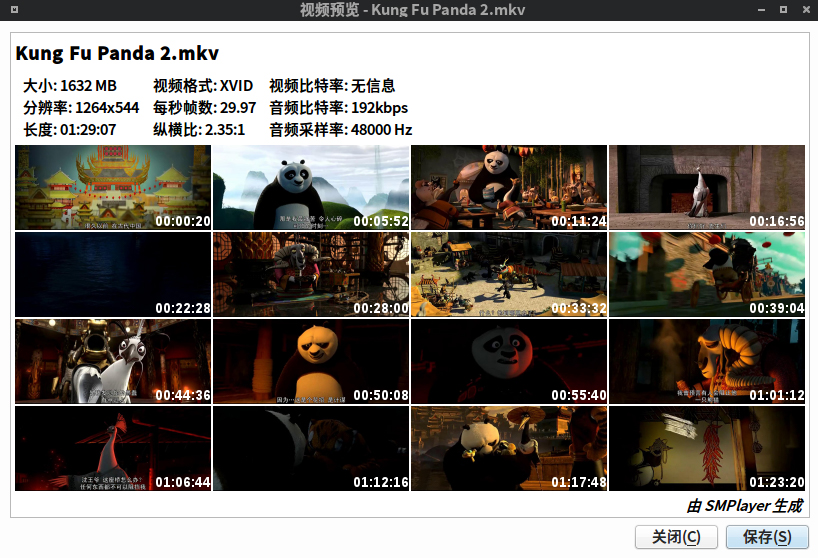 视频预览 - Kung Fu Panda 2.mkv
Kung Fu Panda 2.mkv
大小: 1632 MB 视频格式: XVID 视频比特率: 无信息
分辨率: 1264x544 每秒帧数: 29.97 音频比特率: 192kbps
长度: 01:29:07 纵横比: 2.35:1 音频采样率: 48000 Hz
00:00:20 00:05:52 00:11:24 00:16:56
00:22:28 00:28:00 00:33:32 00:39:04
00:44:36 00:50:08 00:55:40 01:01:12
01:06:44 01:12:16 01:17:48 01:23:20
由 SMPlayer 生成
关闭(C) 保存(S)